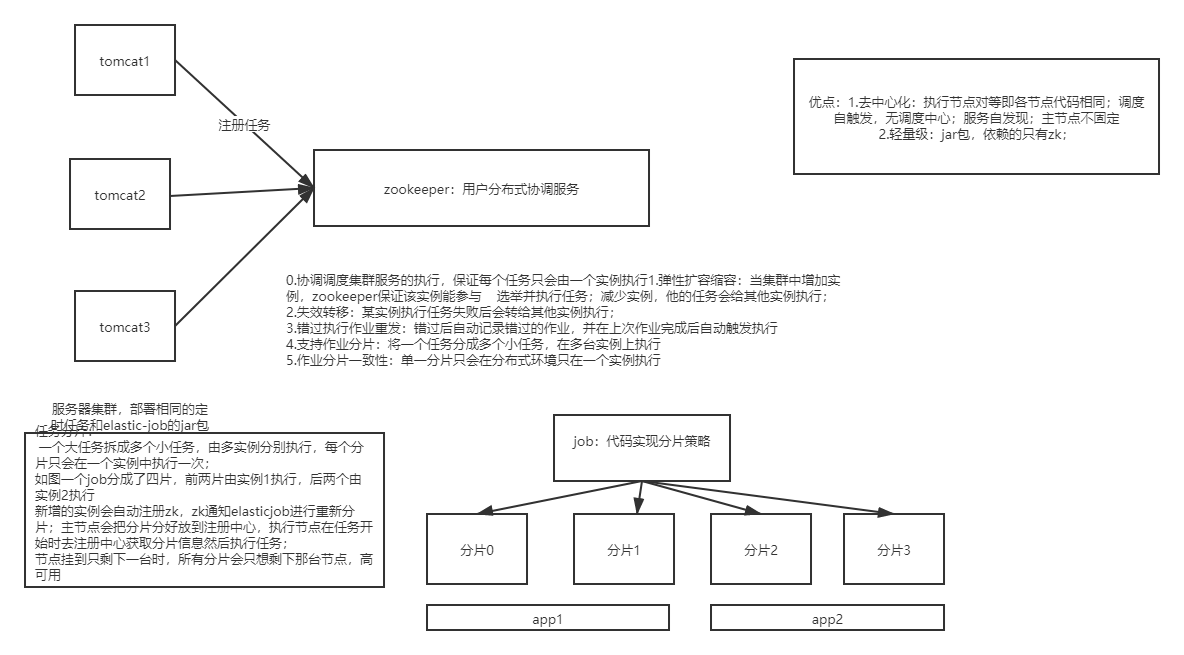 tomcat1
注册任务
tomcat2
tomcat3
zookeeper：用户分布式协调服务
优点：1.去中心化：执行节点对等即各节点代码相同；调度
自触发，无调度中心；服务自发现；主节点不固定
2.轻量级：jar包，依赖的只有zk；
0.协调调度集群服务的执行，保证每个任务只会由一个实例执行1.弹性扩容缩容：当集群中增加实
例，zookeeper保证该实例能参与 选举并执行任务；减少实例，他的任务会给其他实例执行；
2.失效转移：某实例执行任务失败后会转给其他实例执行；
3.错过执行作业重发：错过后自动记录错过的作业，并在上次作业完成后自动触发执行
4.支持作业分片：将一个任务分成多个小任务，在多台实例上执行
5.作业分片一致性：单一分片只会在分布式环境只在一个实例执行
服务器集群，部署相同的定
时任务和elastic-job的jar包
任务分片：
一个大任务拆成多个小任务，由多实例分别执行，每个分
片只会在一个实例中执行一次；
如图一个job分成了四片，前两片由实例1执行，后两个由
实例2执行
新增的实例会自动注册zk，zk通知elasticjob进行重新分
片；主节点会把分片分好放到注册中心，执行节点在任务开
始时去注册中心获取分片信息然后执行任务；
节点挂到只剩下一台时，所有分片会只想剩下那台节点，高
可用
job：代码实现分片策略
分片0
分片1
分片2
分片3
app1
app2